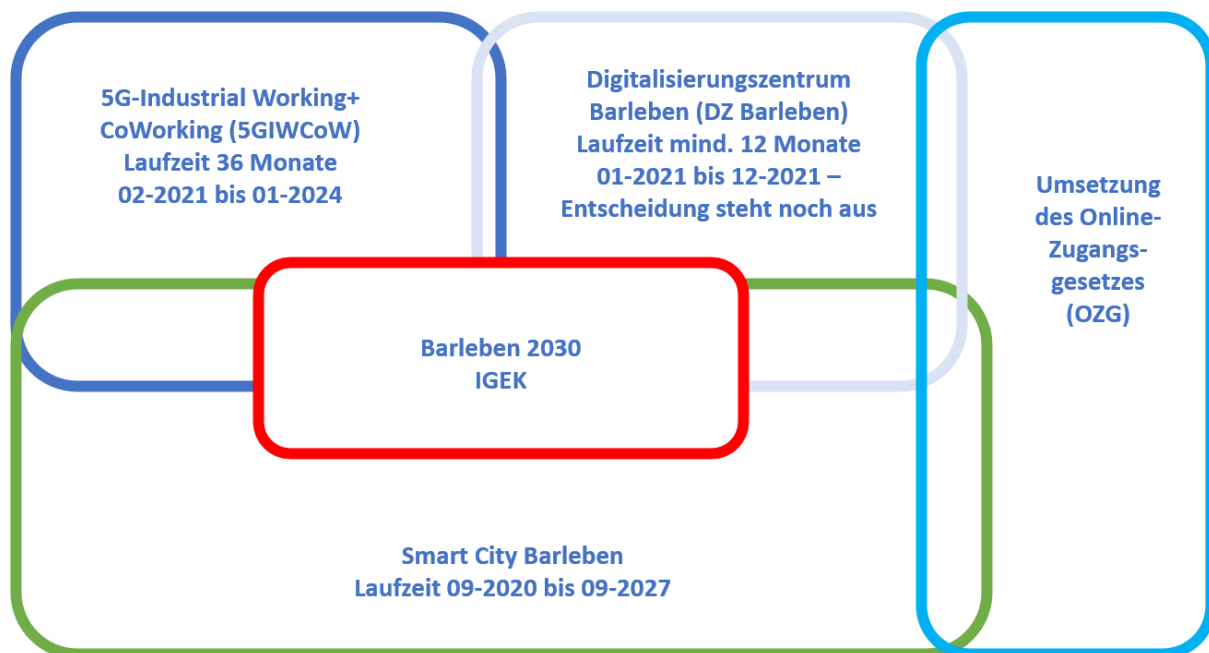 5G-Industrial Working+
CoWorking (5GIWCoW)
Laufzeit 36 Monate
02-2021 bis 01-2024
Digitalisierungszentrum
Barleben (DZ Barleben)
Laufzeit mind. 12 Monate
01-2021 bis 12-2021 –
Entscheidung steht noch aus
Umsetzung
des Online-
Zugangs-
gesetzes
(OZG)
Barleben 2030
IGEK
Smart City Barleben
Laufzeit 09-2020 bis 09-2027